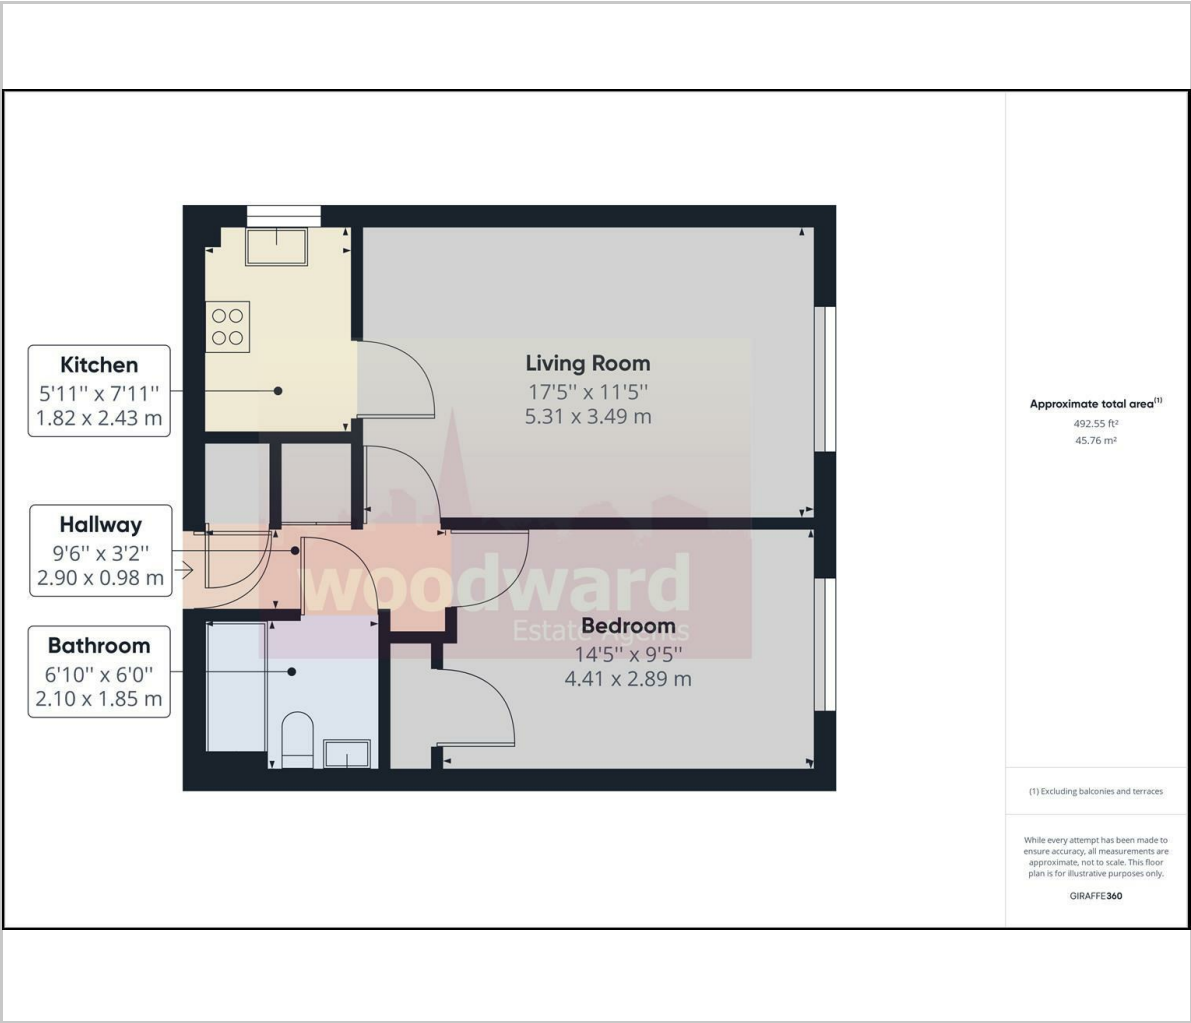 Kitchen
5'11'' x 7'11''
1.82 x 2.43 m
Living Room
17'5'' x 11'5''
5.31 x 3.49 m
Hallway
9'6'' x 3'2''
2.90 x 0.98 m
woodward
Estate Agents
Bedroom
14'5'' x 9'5''
4.41 x 2.89 m
Bathroom
6'10'' x 6'0''
2.10 x 1.85 m
Approximate total area(1)
492.55 ft²
45.76 m²
(1) Excluding balconies and terraces
While every attempt has been made to
ensure accuracy, all measurements are
approximate, not to scale. This floor
plan is for illustrative purposes only.
GIRAFFE360